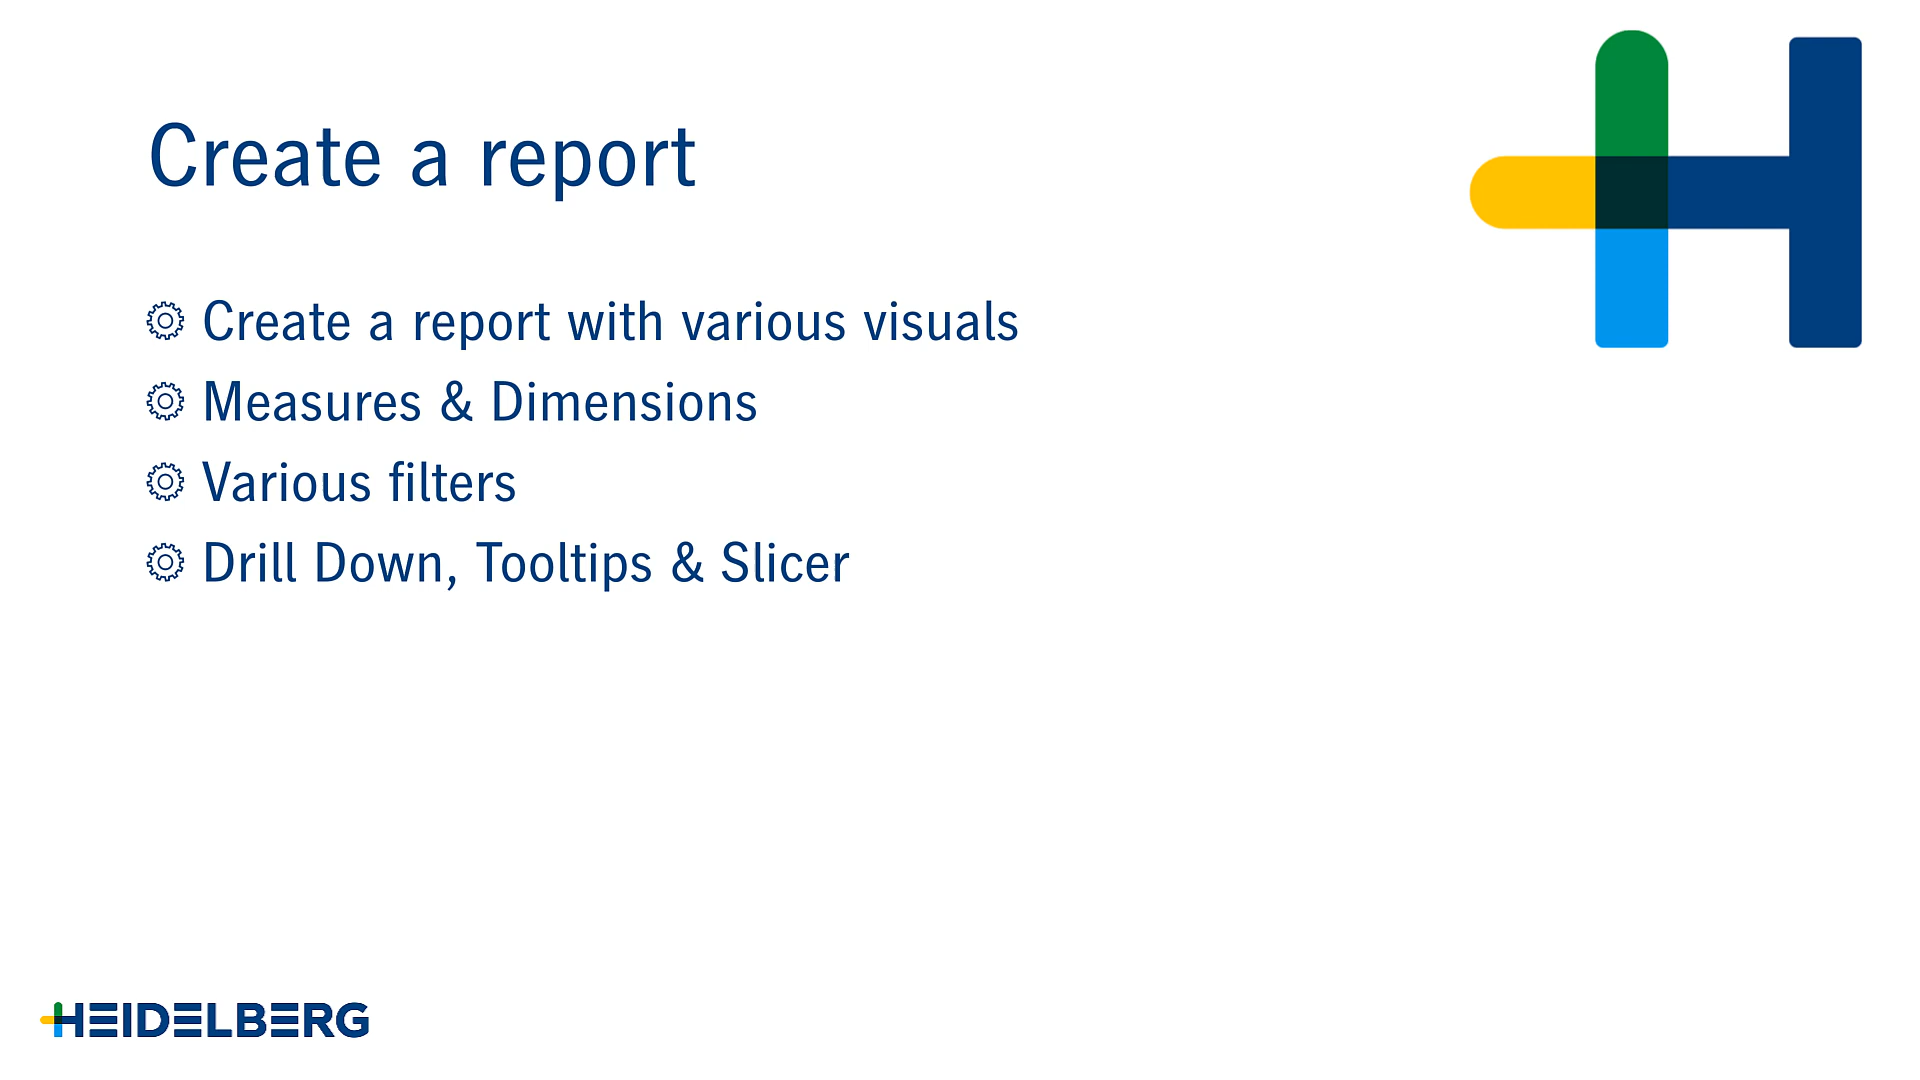 Create a report
Create a report with various visuals
Measures & Dimensions
Various filters
Drill Down, Tooltips & Slicer
HEIDELBERG